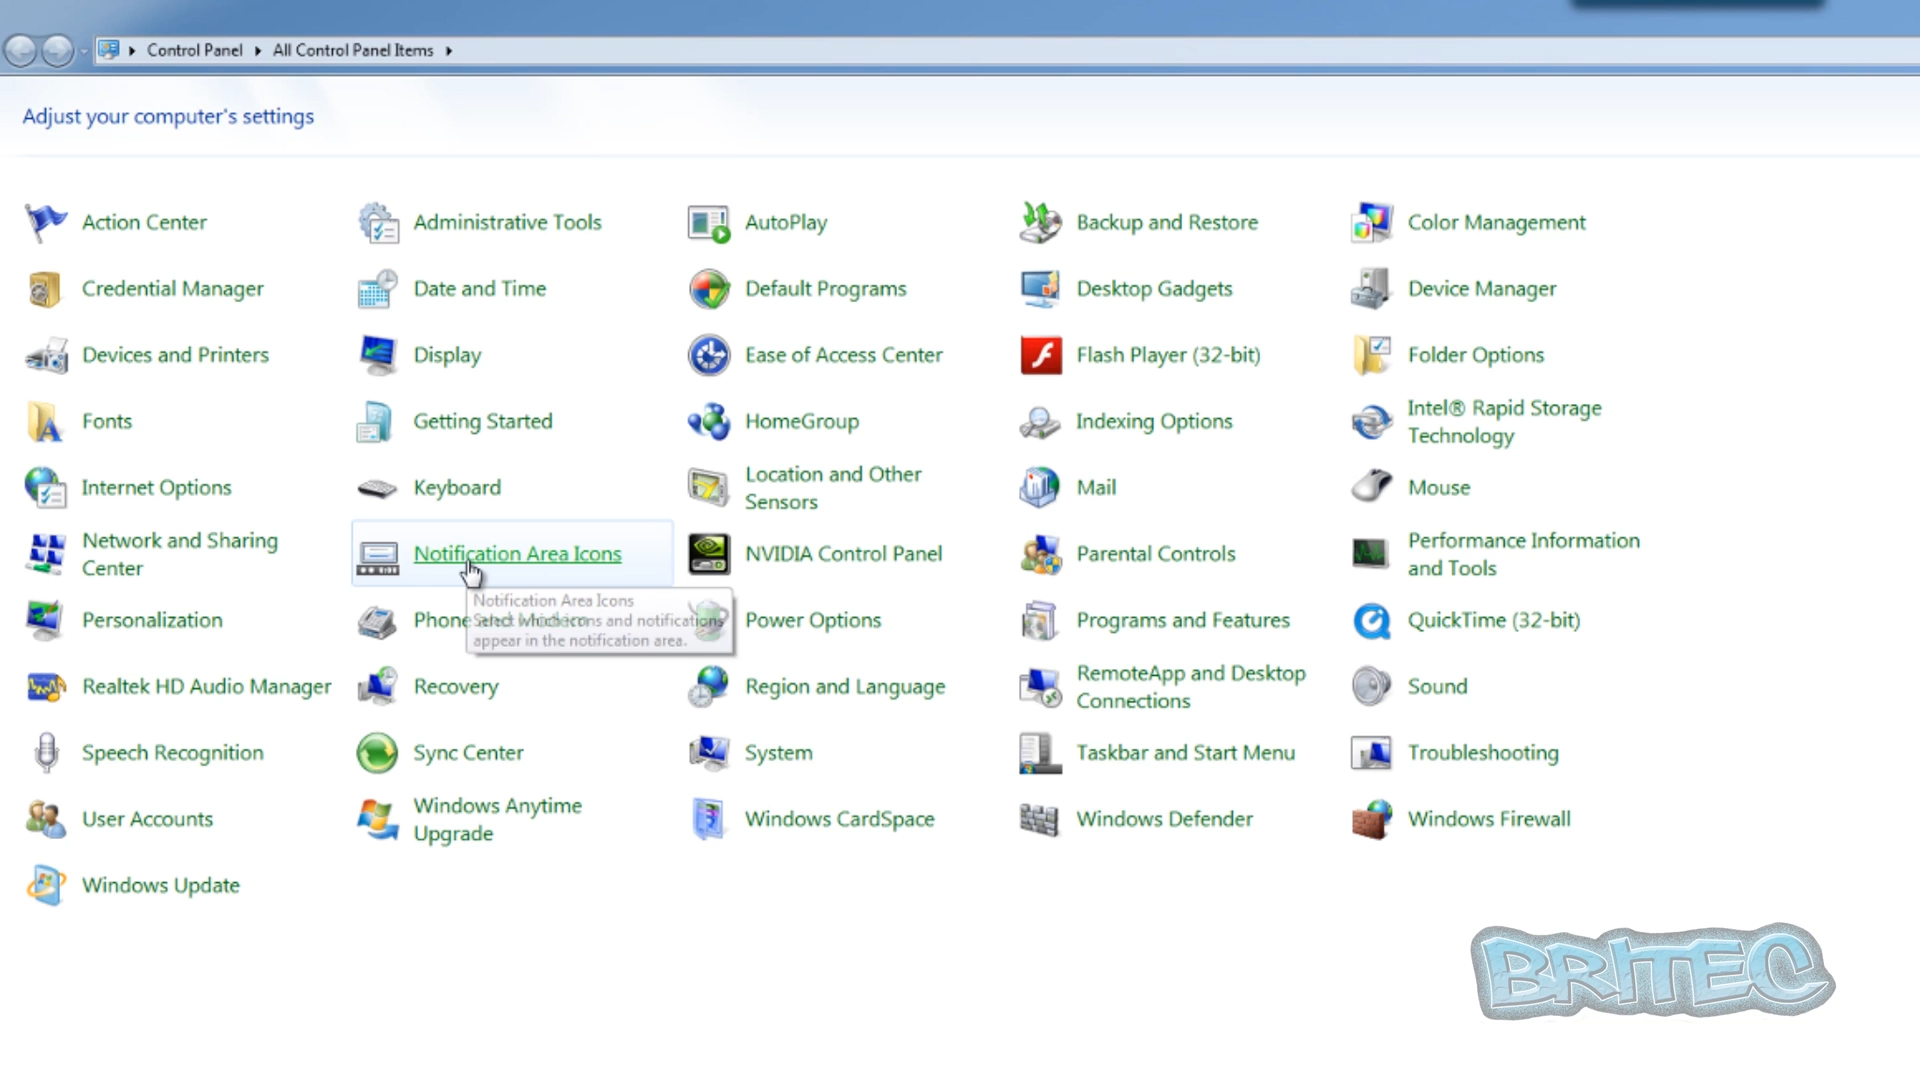 Control Panel
All Control Panel Items
Adjust your computer's settings
Action Center
Administrative Tools
AutoPlay
Backup and Restore
Color Management
Credential Manager
Date and Time
Default Programs
Desktop Gadgets
Device Manager
Devices and Printers
Display
Ease of Access Center
Flash Player (32-bit)
Folder Options
Fonts
Getting Started
HomeGroup
Indexing Options
Intel® Rapid Storage
Technology
Internet Options
Keyboard
Location and Other
Sensors
Mail
Mouse
Network and Sharing
Center
Notification Area Icons
NVIDIA Control Panel
Parental Controls
Performance Information
and Tools
Notification Area Icons
Select which icons and notifications
appear in the notification area.
Personalization
Phone and Modem
Power Options
Programs and Features
QuickTime (32-bit)
Realtek HD Audio Manager
Recovery
Region and Language
RemoteApp and Desktop
Connections
Sound
Speech Recognition
Sync Center
System
Taskbar and Start Menu
Troubleshooting
User Accounts
Windows Anytime
Upgrade
Windows CardSpace
Windows Defender
Windows Firewall
Windows Update
BRITEC